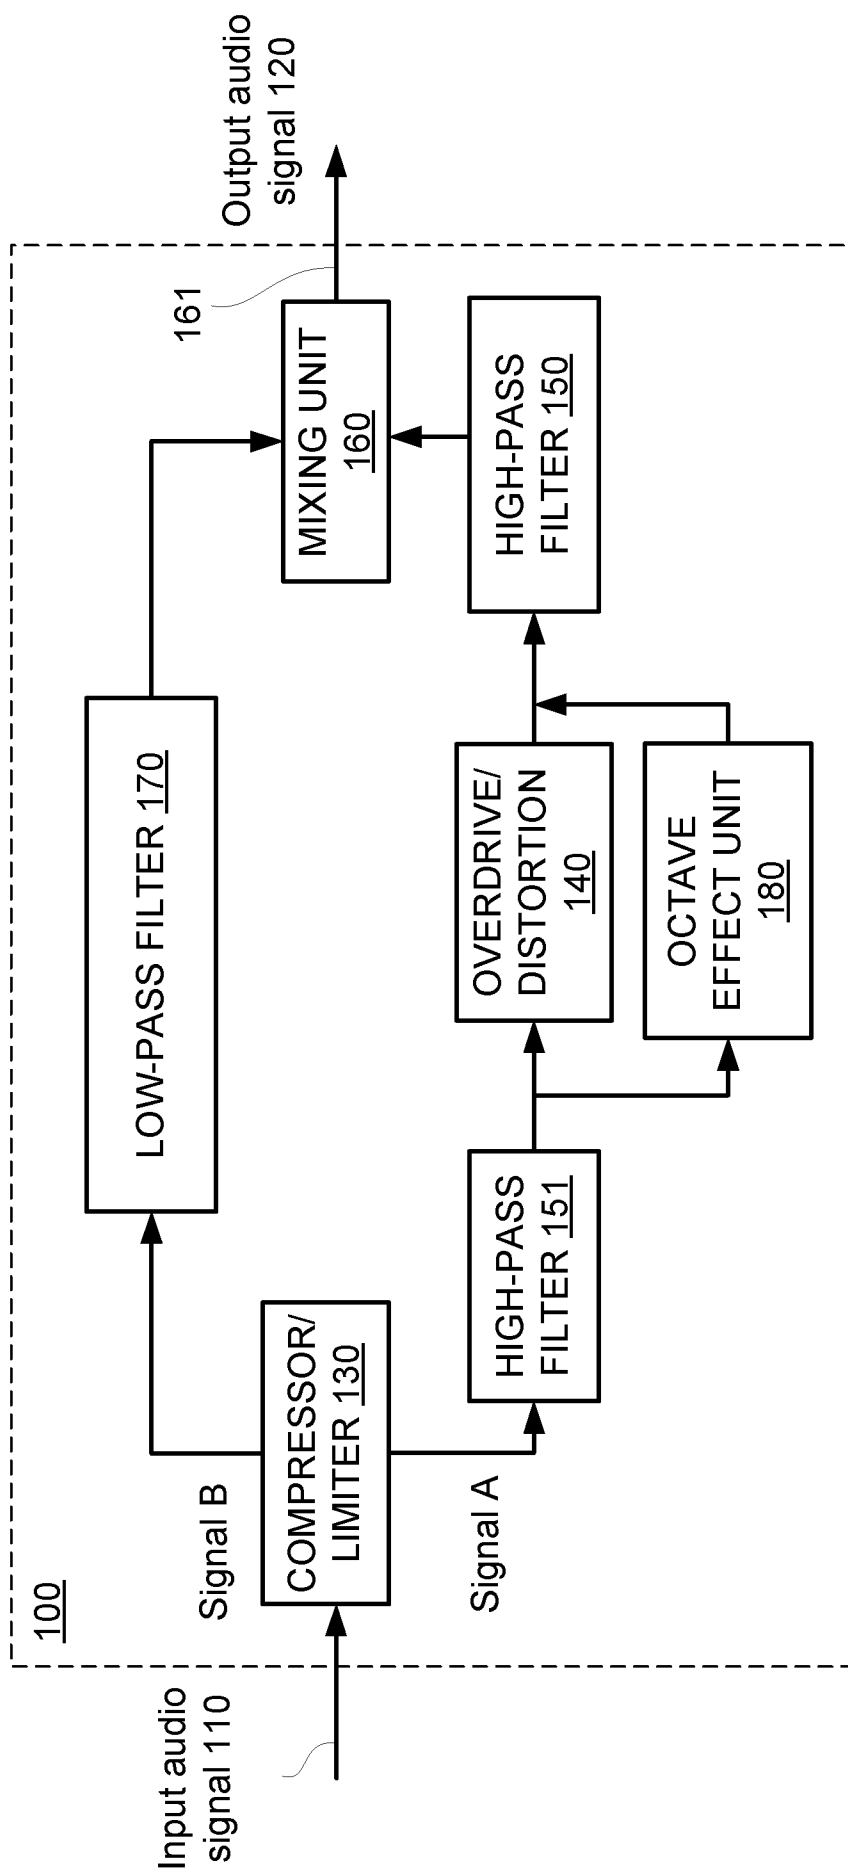 100
Input audio
signal 110
Signal B
COMPRESSOR/
LIMITER 130
Signal A
LOW-PASS FILTER 170
HIGH-PASS
FILTER 151
OVERDRIVE/
DISTORTION
140
OCTAVE
EFFECT UNIT
180
HIGH-PASS
FILTER 150
MIXING UNIT
160
161
Output audio
signal 120